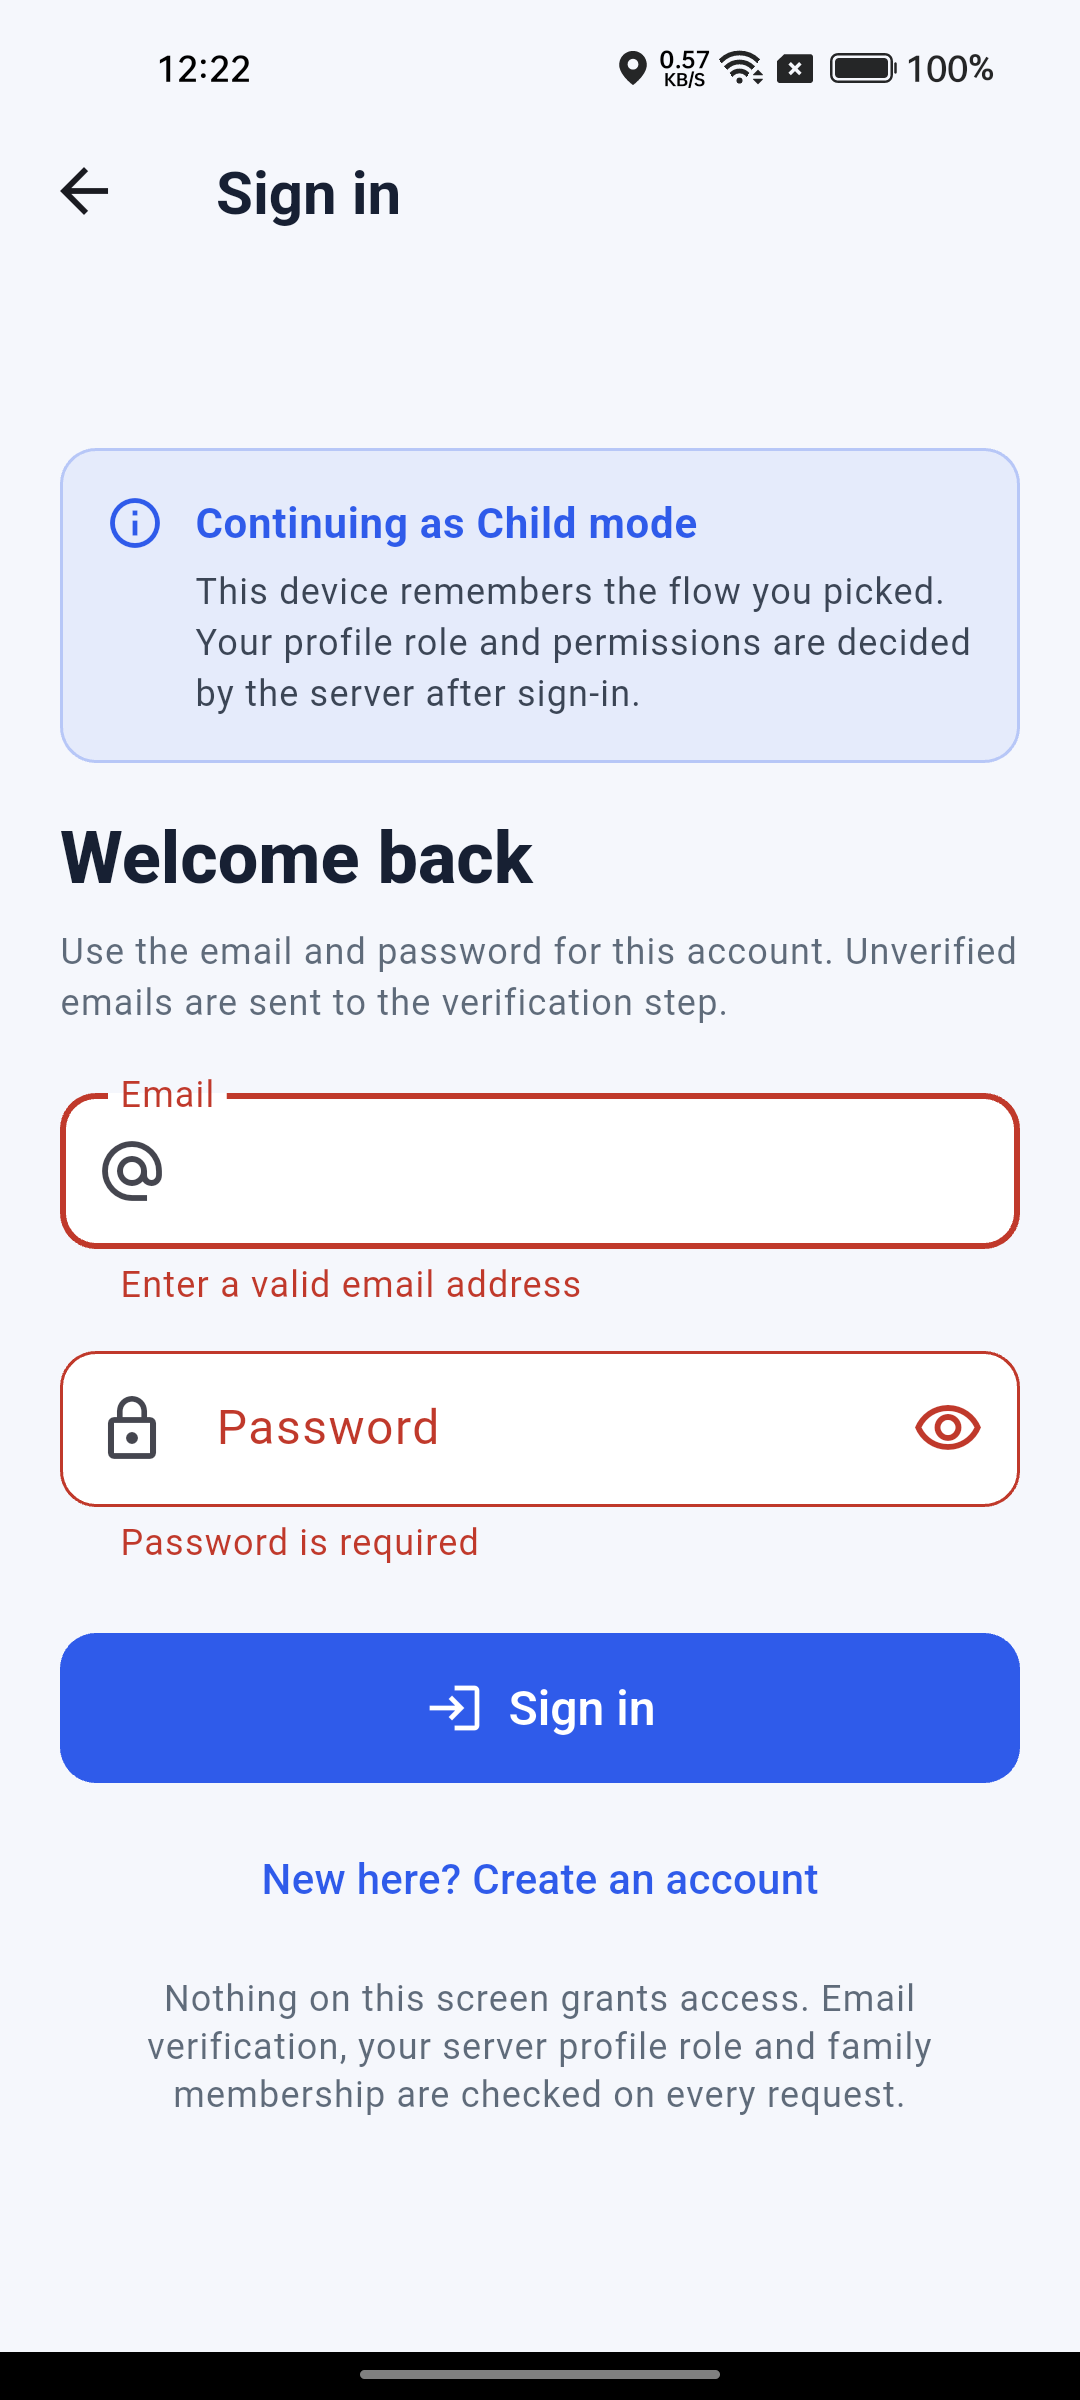 12:22
0.57
KB/S
100%
Sign in
Continuing as Child mode
This device remembers the flow you picked.
Your profile role and permissions are decided
by the server after sign-in.
Welcome back
Use the email and password for this account. Unverified
emails are sent to the verification step.
Email
Enter a valid email address
Password
Password is required
Sign in
New here? Create an account
Nothing on this screen grants access. Email
verification, your server profile role and family
membership are checked on every request.